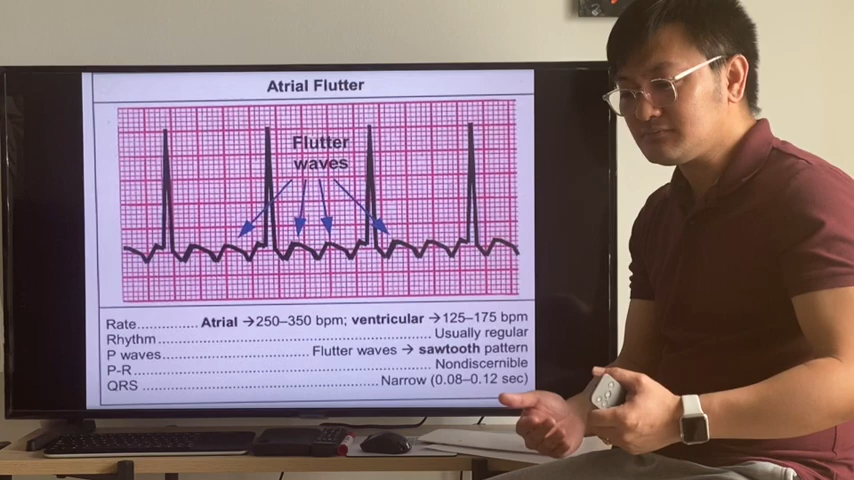 Atrial Flutter
Flutter
waves
Rate............... Atrial →250–350 bpm; ventricular →125–175 bpm
Rhythm ........................................................ Usually regular
P waves.................................... Flutter waves → sawtooth pattern
P-R............................................................... Nondiscernible
QRS .......................................................... Narrow (0.08–0.12 sec)